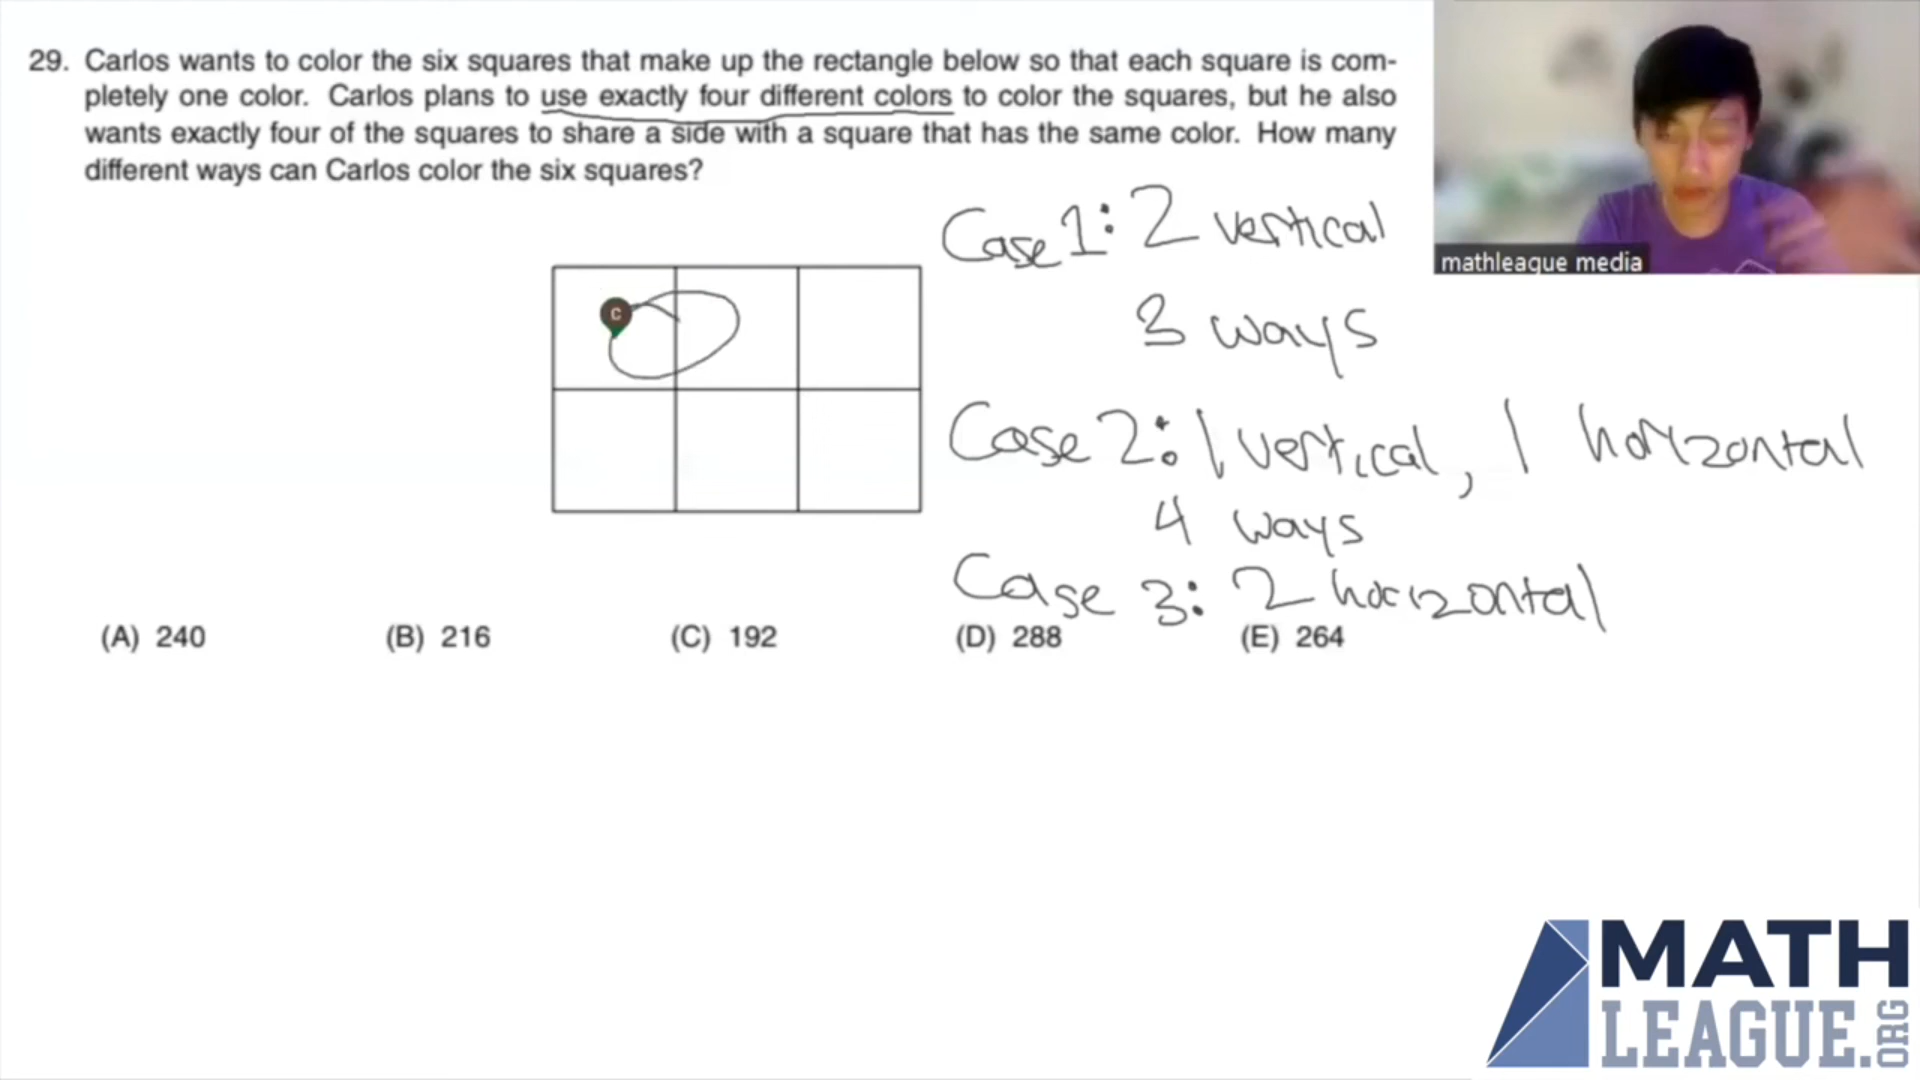 29. Carlos wants to color the six squares that make up the rectangle below so that each square is com-
pletely one color. Carlos plans to use exactly four different colors to color the squares, but he also
wants exactly four of the squares to share a side with a square that has the same color. How many
different ways can Carlos color the six squares?
mathleague media
Case 1: 2 vertical
3 ways
C
Case 2: 1 vertical, 1 horizontal
4 ways
Case 3: 2 horizontal
(A) 240 (B) 216 (C) 192 (D) 288 (E) 264
MATH
LEAGUE.ORG